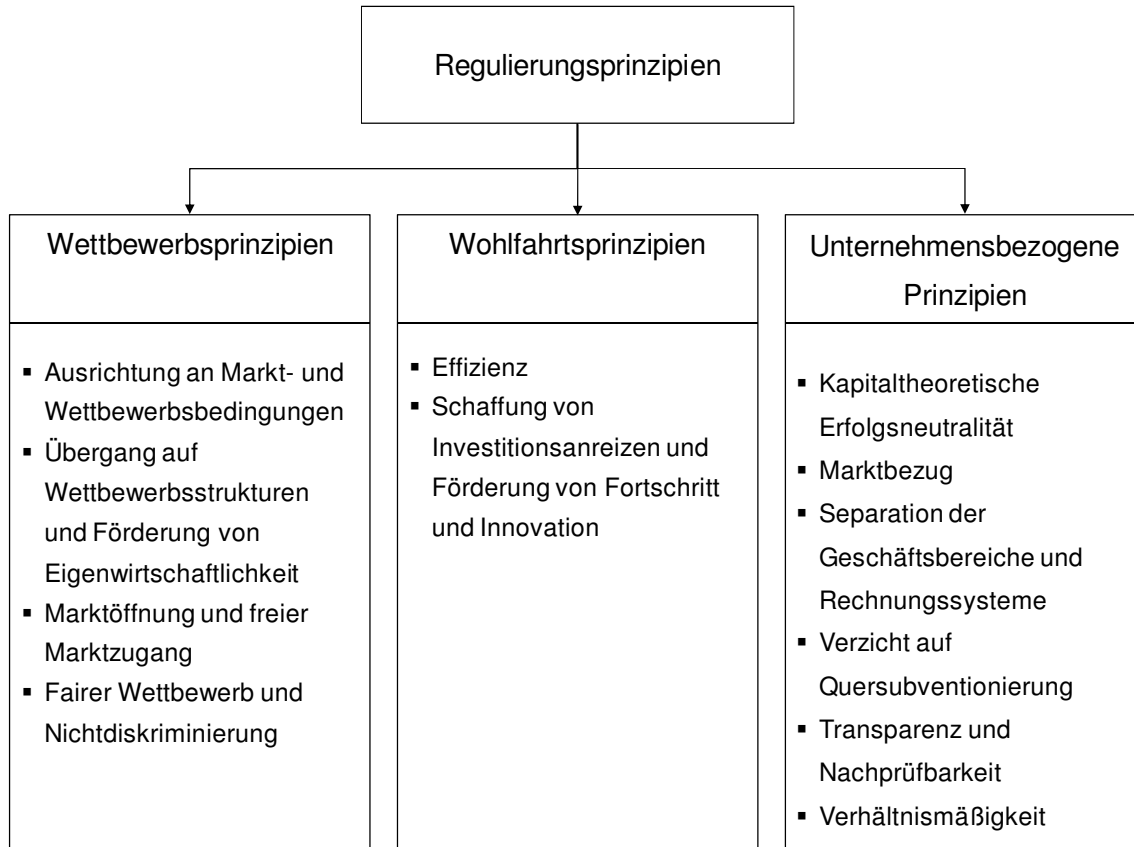 Regulierungsprinzipien
Wettbewerbsprinzipien
▪ Ausrichtung an Markt- und
Wettbewerbsbedingungen
▪ Übergang auf
Wettbewerbsstrukturen
und Förderung von
Eigenwirtschaftlichkeit
▪ Marktöffnung und freier
Marktzugang
▪ Fairer Wettbewerb und
Nichtdiskriminierung
Wohlfahrtsprinzipien
▪ Effizienz
▪ Schaffung von
Investitionsanreizen und
Förderung von Fortschritt
und Innovation
Unternehmensbezogene
Prinzipien
▪ Kapitaltheoretische
Erfolgsneutralität
▪ Marktbezug
▪ Separation der
Geschäftsbereiche und
Rechnungssysteme
▪ Verzicht auf
Quersubventionierung
▪ Transparenz und
Nachprüfbarkeit
▪ Verhältnismäßigkeit